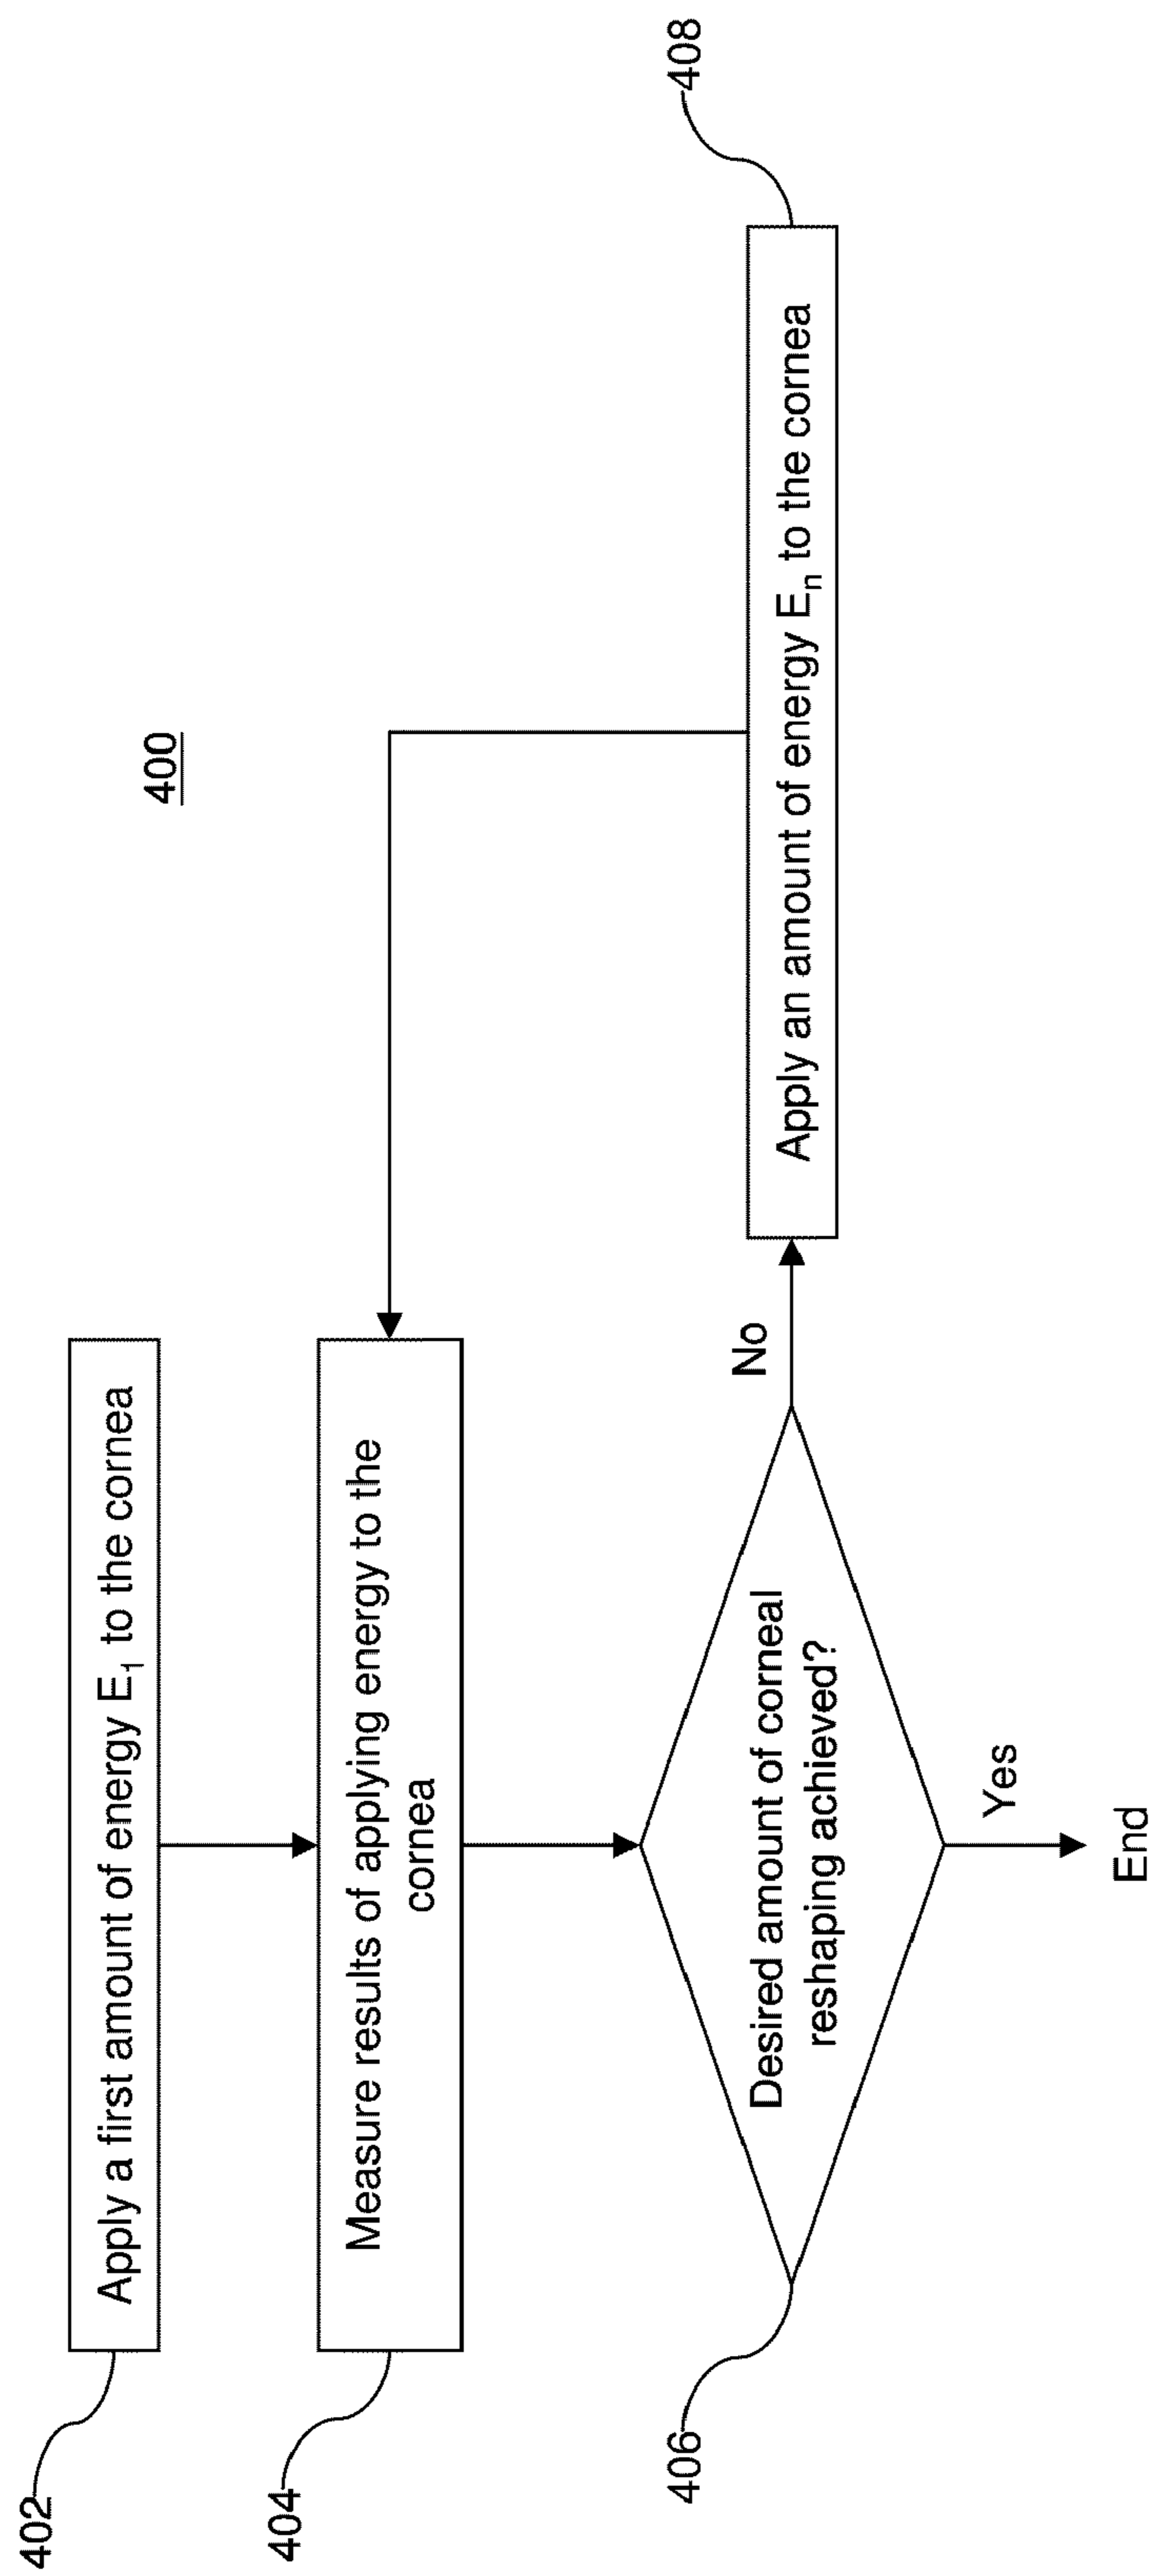 400
402
Apply a first amount of energy E1 to the cornea
404
Measure results of applying energy to the
cornea
406
Desired amount of corneal
reshaping achieved?
No
408
Apply an amount of energy En to the cornea
Yes
End